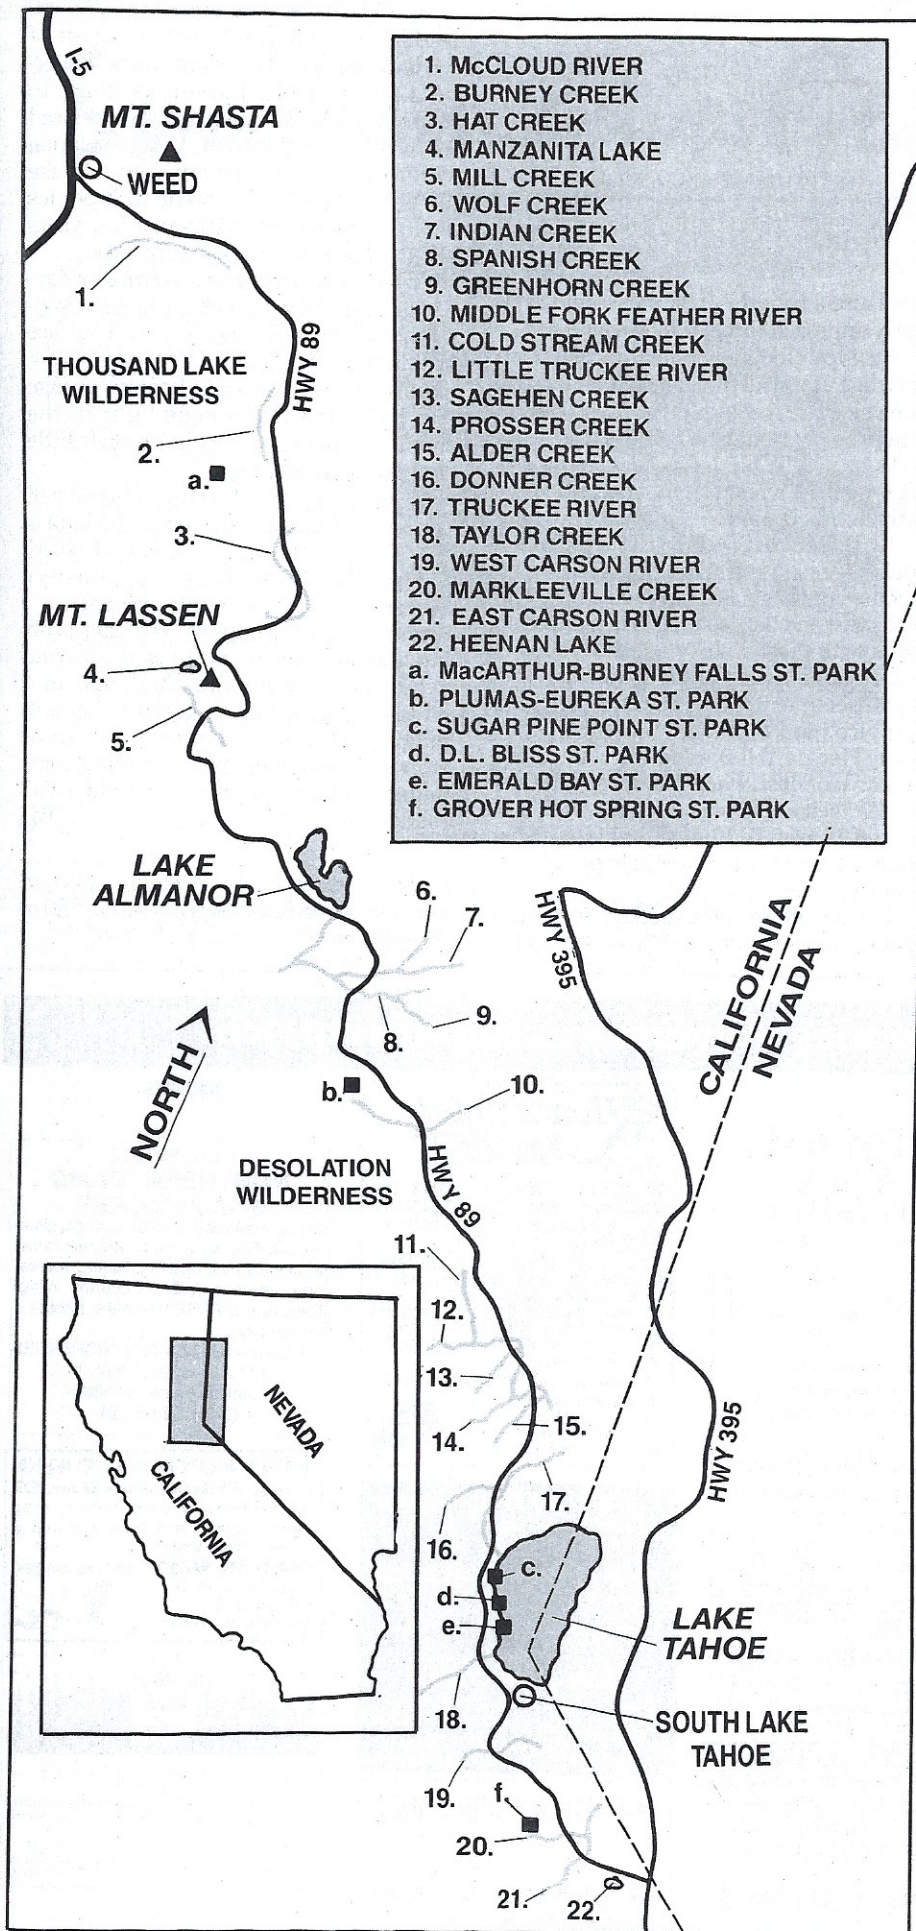 I-5
MT. SHASTA
WEED
1.
THOUSAND LAKE
WILDERNESS
HWY 89
2.
a.
3.
MT. LASSEN
4.
5.
LAKE
ALMANOR
1. McCLOUD RIVER
2. BURNEY CREEK
3. HAT CREEK
4. MANZANITA LAKE
5. MILL CREEK
6. WOLF CREEK
7. INDIAN CREEK
8. SPANISH CREEK
9. GREENHORN CREEK
10. MIDDLE FORK FEATHER RIVER
11. COLD STREAM CREEK
12. LITTLE TRUCKEE RIVER
13. SAGEHEN CREEK
14. PROSSER CREEK
15. ALDER CREEK
16. DONNER CREEK
17. TRUCKEE RIVER
18. TAYLOR CREEK
19. WEST CARSON RIVER
20. MARKLEEVILLE CREEK
21. EAST CARSON RIVER
22. HEENAN LAKE
a. MacARTHUR-BURNEY FALLS ST. PARK
b. PLUMAS-EUREKA ST. PARK
c. SUGAR PINE POINT ST. PARK
d. D.L. BLISS ST. PARK
e. EMERALD BAY ST. PARK
f. GROVER HOT SPRING ST. PARK
6.
7.
8.
9.
HWY 395
CALIFORNIA
NEVADA
NORTH
b.
10.
DESOLATION
WILDERNESS
HWY 89
11.
12.
13.
14.
15.
16.
17.
HWY 395
NEVADA
CALIFORNIA
c.
d.
e.
LAKE
TAHOE
18.
SOUTH LAKE
TAHOE
19.
f.
20.
21.
22.